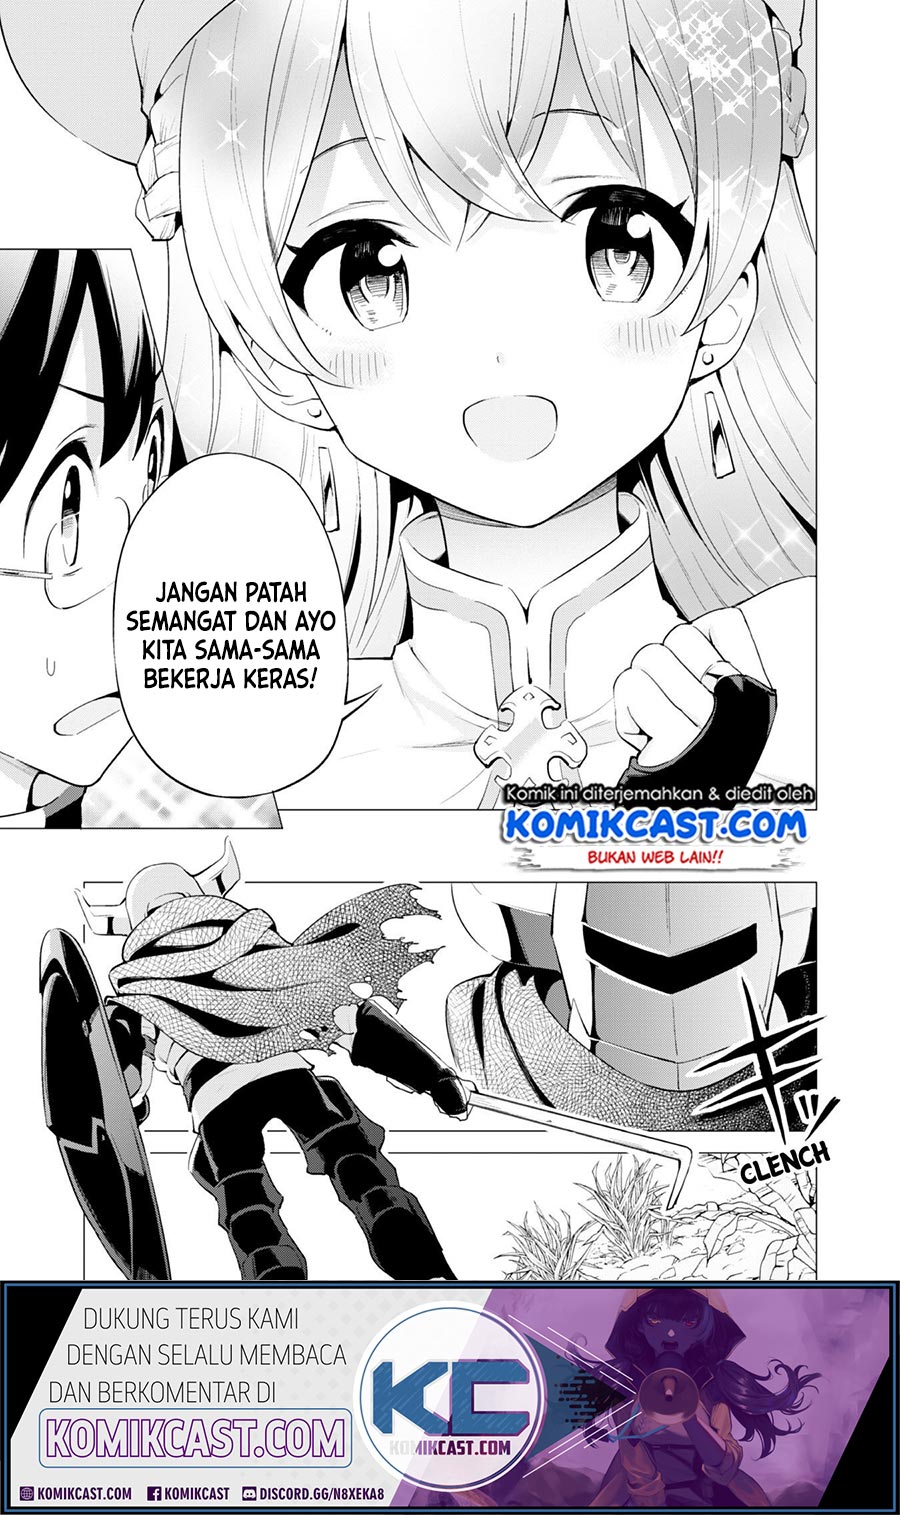 JANGAN PATAH
SEMANGAT DAN AYO
KITA SAMA-SAMA
BEKERJA KERAS!
Komik ini diterjemahkan & diedit oleh
KOMIKCAST.COM
BUKAN WEB LAIN!!
CLENCH
DUKUNG TERUS KAMI
DENGAN SELALU MEMBACA
DAN BERKOMENTAR DI
KOMIKCAST.COM
KOMIKCAST.COM KOMIKCAST DISCORD.GG/N8XEKA8
KC
KOMIKCAST.COM